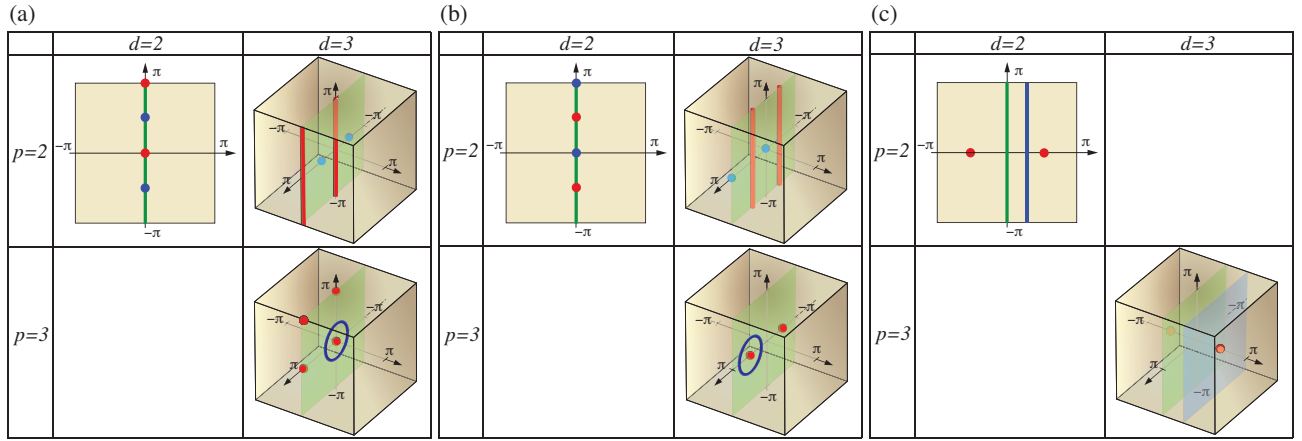 (a) (b) (c)
d=2 d=3 d=2 d=3 d=2 d=3
p=2 −π π π −π −π π −π π π −π
p=2 −π π π −π −π π −π π π −π
p=2 −π π π −π
p=3 π −π −π π π −π
p=3 π −π −π π π −π
p=3 π −π −π π π −π